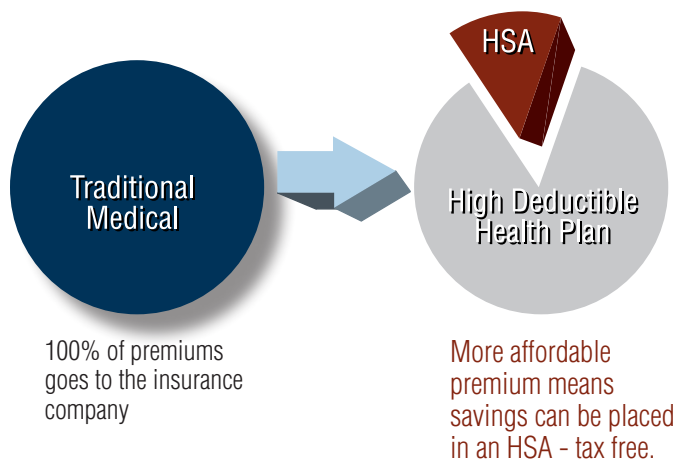 HSA
Traditional
Medical
High Deductible
Health Plan
100% of premiums
goes to the insurance
company
More affordable
premium means
savings can be placed
in an HSA - tax free.